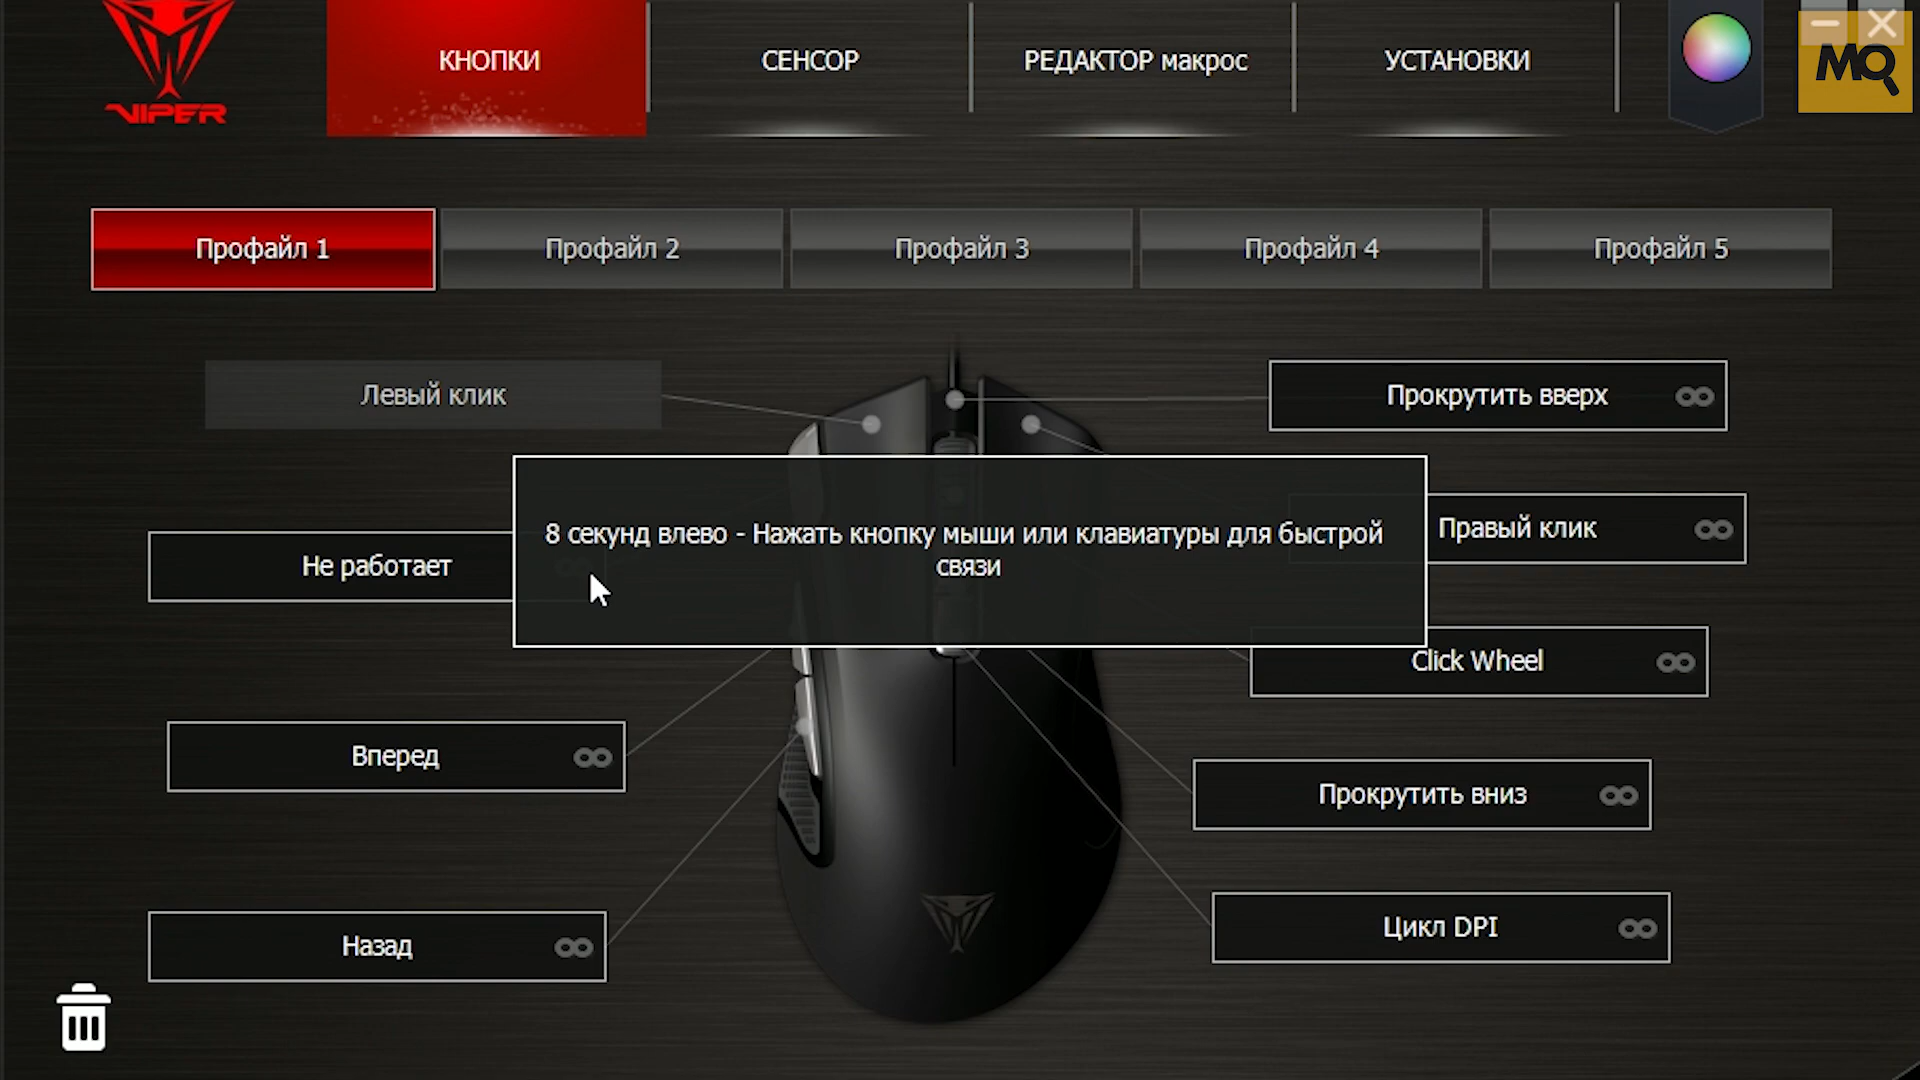 VIPER
КНОПКИ
СЕНСОР
РЕДАКТОР макрос
УСТАНОВКИ
MQ
Профайл 1
Профайл 2
Профайл 3
Профайл 4
Профайл 5
Левый клик
Прокрутить вверх
8 секунд влево - Нажать кнопку мыши или клавиатуры для быстрой
связи
Правый клик
Не работает
Click Wheel
Вперед
Прокрутить вниз
Цикл DPI
Назад